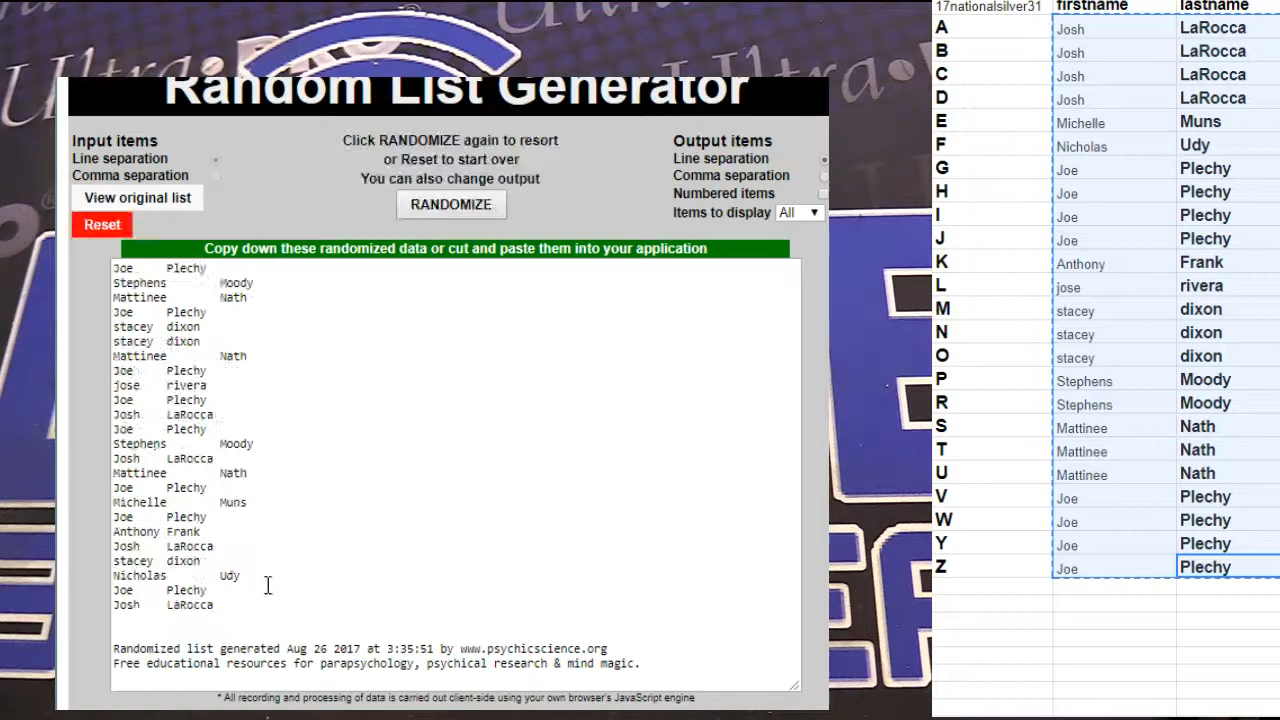 Random List Generator
Input items
Line separation
Comma separation
View original list
Reset
Click RANDOMIZE again to resort
or Reset to start over
You can also change output
RANDOMIZE
Output items
Line separation
Comma separation
Numbered items
Items to display All
Copy down these randomized data or cut and paste them into your application
Joe Plechy
Stephens Moody
Mattinee Nath
Joe Plechy
stacey dixon
stacey dixon
Mattinee Nath
Joe Plechy
jose rivera
Joe Plechy
Josh LaRocca
Joe Plechy
Stephens Moody
Josh LaRocca
Mattinee Nath
Joe Plechy
Michelle Muns
Joe Plechy
Anthony Frank
Josh LaRocca
stacey dixon
Nicholas Udy
Joe Plechy
Josh LaRocca
Randomized list generated Aug 26 2017 at 3:35:51 by www.psychicscience.org
Free educational resources for parapsychology, psychical research & mind magic.
* All recording and processing of data is carried out client-side using your own browser's JavaScript engine
17nationalsilver31 firstname lastname
A Josh LaRocca
B Josh LaRocca
C Josh LaRocca
D Josh LaRocca
E Michelle Muns
F Nicholas Udy
G Joe Plechy
H Joe Plechy
I Joe Plechy
J Joe Plechy
K Anthony Frank
L jose rivera
M stacey dixon
N stacey dixon
O stacey dixon
P Stephens Moody
R Stephens Moody
S Mattinee Nath
T Mattinee Nath
U Mattinee Nath
V Joe Plechy
W Joe Plechy
Y Joe Plechy
Z Joe Plechy
Ultra